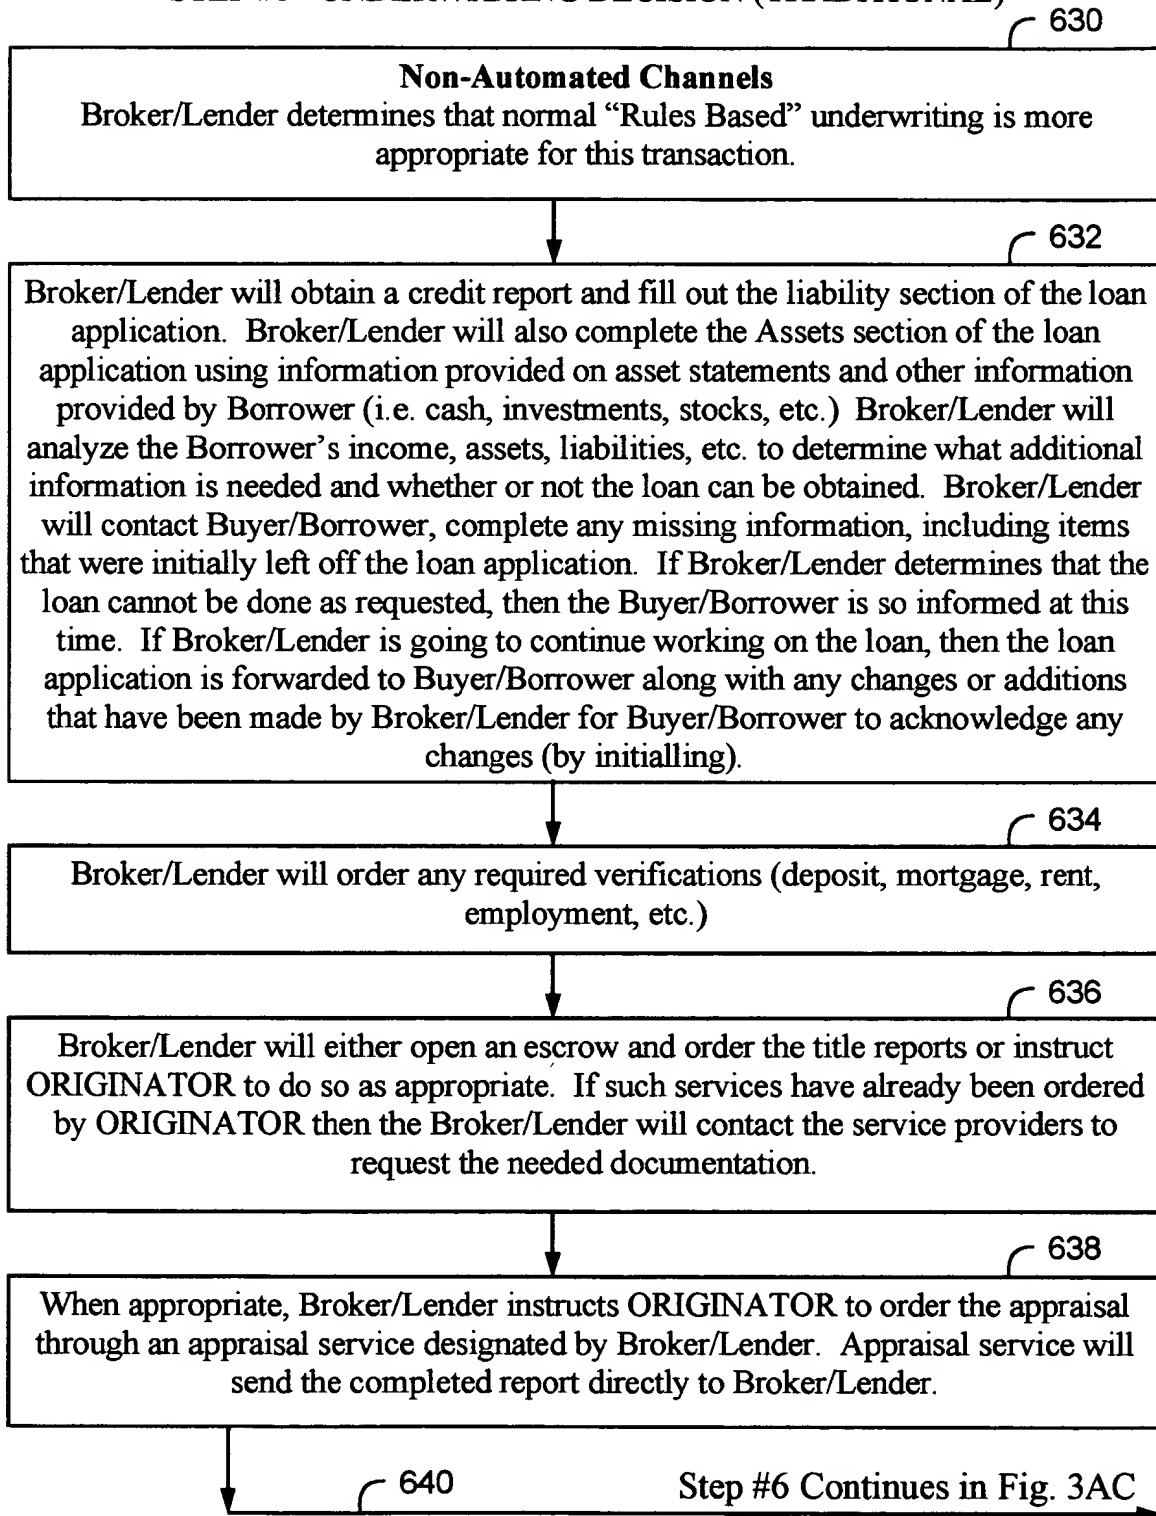 630
Non-Automated Channels
Broker/Lender determines that normal “Rules Based” underwriting is more
appropriate for this transaction.
632
Broker/Lender will obtain a credit report and fill out the liability section of the loan
application. Broker/Lender will also complete the Assets section of the loan
application using information provided on asset statements and other information
provided by Borrower (i.e. cash, investments, stocks, etc.) Broker/Lender will
analyze the Borrower’s income, assets, liabilities, etc. to determine what additional
information is needed and whether or not the loan can be obtained. Broker/Lender
will contact Buyer/Borrower, complete any missing information, including items
that were initially left off the loan application. If Broker/Lender determines that the
loan cannot be done as requested, then the Buyer/Borrower is so informed at this
time. If Broker/Lender is going to continue working on the loan, then the loan
application is forwarded to Buyer/Borrower along with any changes or additions
that have been made by Broker/Lender for Buyer/Borrower to acknowledge any
changes (by initialling).
634
Broker/Lender will order any required verifications (deposit, mortgage, rent,
employment, etc.)
636
Broker/Lender will either open an escrow and order the title reports or instruct
ORIGINATOR to do so as appropriate. If such services have already been ordered
by ORIGINATOR then the Broker/Lender will contact the service providers to
request the needed documentation.
638
When appropriate, Broker/Lender instructs ORIGINATOR to order the appraisal
through an appraisal service designated by Broker/Lender. Appraisal service will
send the completed report directly to Broker/Lender.
640
Step #6 Continues in Fig. 3AC